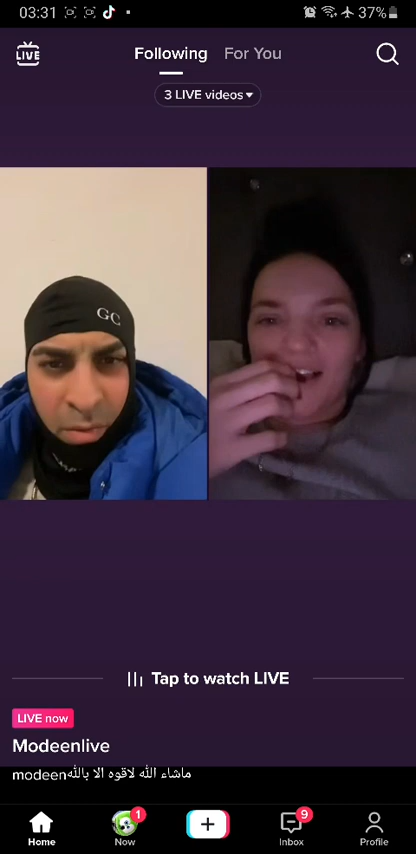 03:31 37%
LIVE Following For You
3 LIVE videos
GC
Tap to watch LIVE
LIVE now
Modeenlive
modeenماشاء الله لاقوه الا بالله
1 9
Home Now Inbox Profile